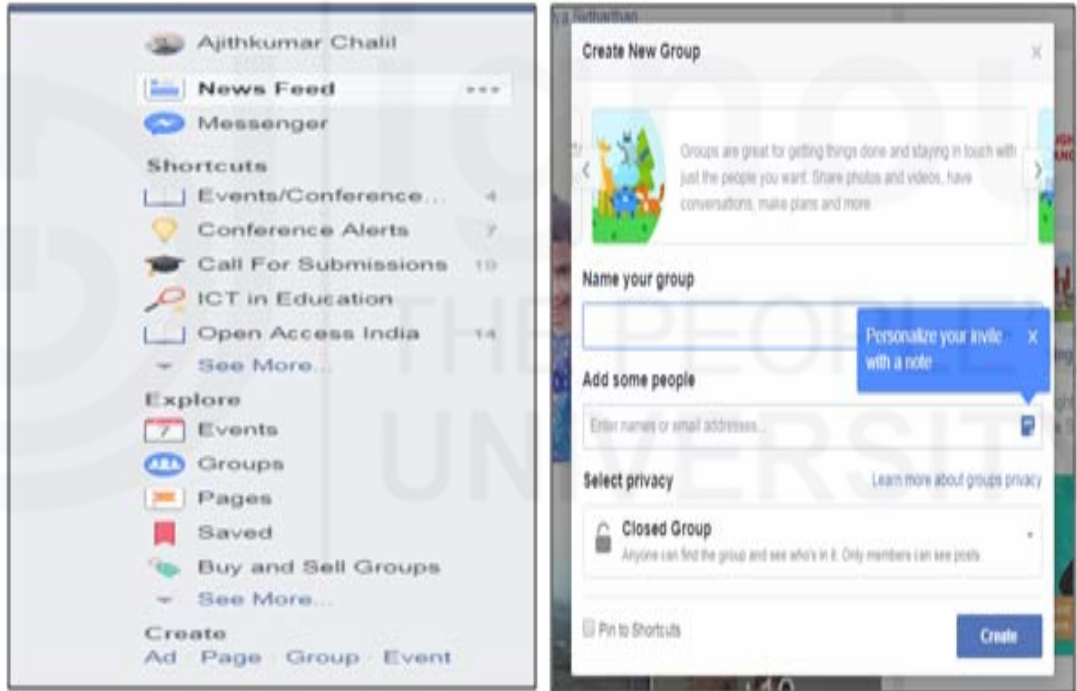 Ajithkumar Chalil
News Feed
Messenger
Shortcuts
Events/Conference... 4
Conference Alerts 7
Call For Submissions 19
ICT in Education
Open Access India 14
See More...
Explore
7 Events
Groups
Pages
Saved
Buy and Sell Groups
See More...
Create
Ad · Page · Group · Event
Create New Group
Groups are great for getting things done and staying in touch with
just the people you want. Share photos and videos, have
conversations, make plans and more.
Name your group
Personalize your invite
with a note
Add some people
Enter names or email addresses...
Select privacy
Learn more about groups privacy
Closed Group
Anyone can find the group and see who's in it. Only members can see posts.
Pin to Shortcuts
Create
ignou
THE PEOPLE'
UNIVERSIT